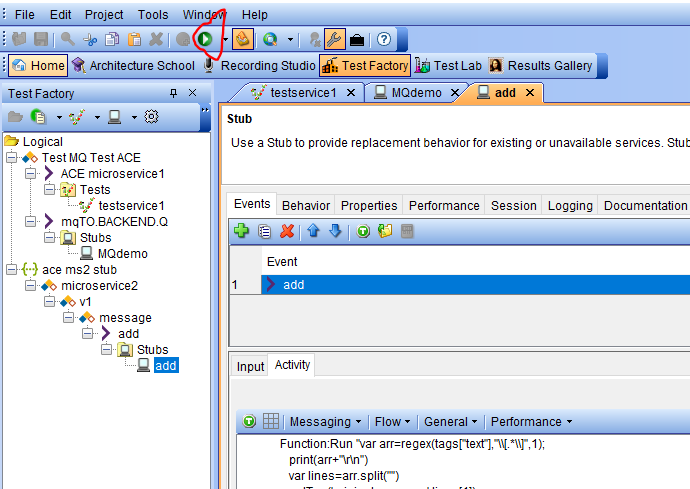 File Edit Project Tools Window Help
Home Architecture School Recording Studio Test Factory Test Lab Results Gallery
Test Factory
testservice1 MQdemo add
Stub
Use a Stub to provide replacement behavior for existing or unavailable services. Stub
Logical
Test MQ Test ACE
ACE microservice1
Tests
testservice1
mqTO.BACKEND.Q
Stubs
MQdemo
ace ms2 stub
microservice2
v1
message
add
Stubs
add
Events Behavior Properties Performance Session Logging Documentation
Event
1 add
Input Activity
Messaging Flow General Performance
Function:Run "var arr=regex(tags["text"],"\\[.*\\]",1);
print(arr+"\r\n")
var lines=arr.split("")